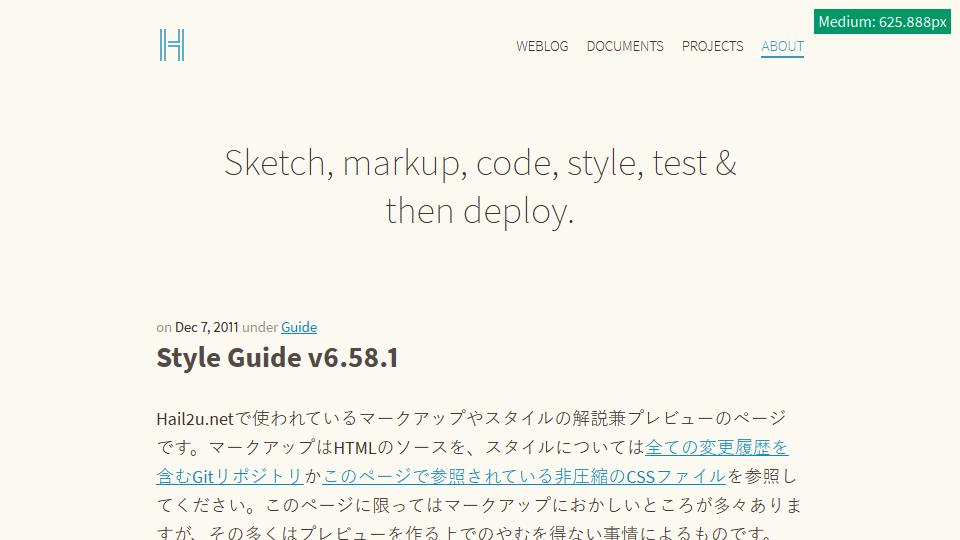 Medium: 625.888px
H
WEBLOG DOCUMENTS PROJECTS ABOUT
Sketch, markup, code, style, test &
then deploy.
on Dec 7, 2011 under Guide
Style Guide v6.58.1
Hail2u.netで使われているマークアップやスタイルの解説兼プレビューのページ
です。マークアップはHTMLのソースを、スタイルについては全ての変更履歴を
含むGitリポジトリかこのページで参照されている非圧縮のCSSファイルを参照し
てください。このページに限ってはマークアップにおかしいところが多々ありま
すが、その多くはプレビューを作る上でのやむを得ない事情によるものです。